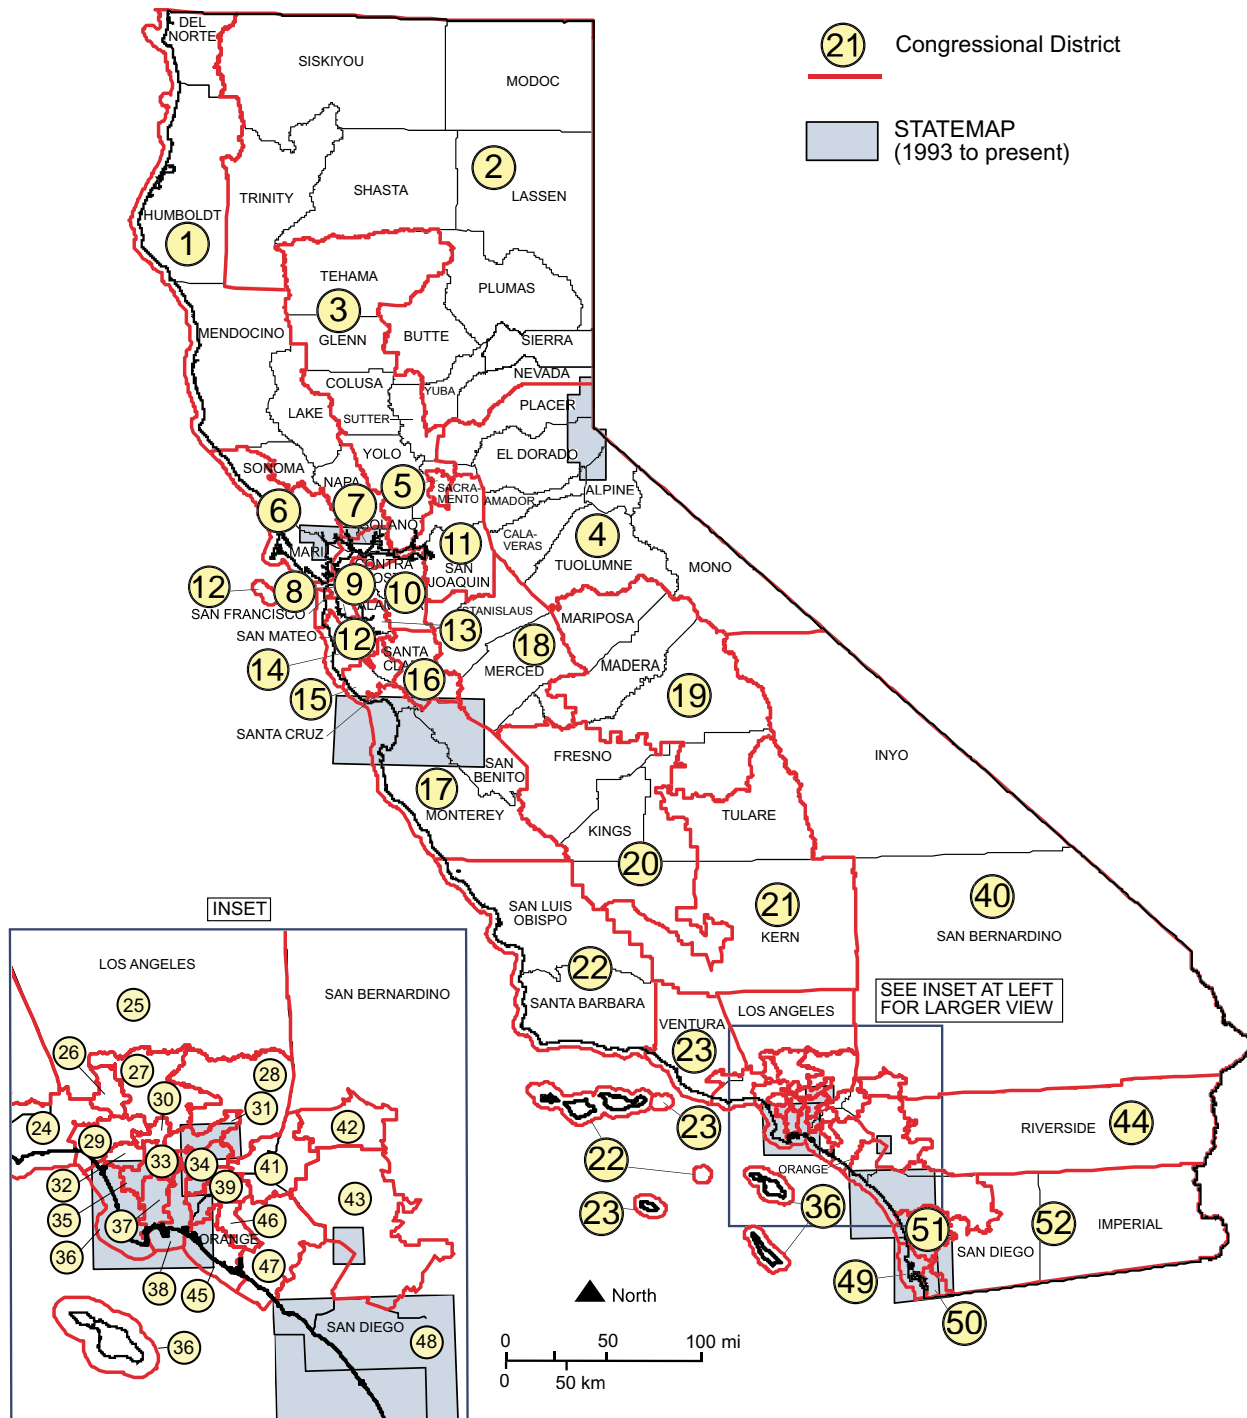 DEL
NORTE
SISKIYOU
MODOC
21 Congressional District
STATEMAP
(1993 to present)
2
TRINITY
SHASTA
LASSEN
HUMBOLDT
1
TEHAMA
PLUMAS
3
MENDOCINO
GLENN
BUTTE
SIERRA
NEVADA
COLUSA
YUBA
LAKE
PLACER
SUTTER
YOLO
EL DORADO
SONOMA
NAPA
5
SACRA-
MENTO
AMADOR
ALPINE
6
7
SOLANO
CALA-
VERAS
4
11
MARI
CONTRA
SAN
JOAQUIN
TUOLUMNE
MONO
12
8
9
10
SAN FRANCISCO
STANISLAUS
MARIPOSA
SAN MATEO
12
13
18
14
SANTA
MERCED
MADERA
16
15
19
SANTA CRUZ
FRESNO
INYO
SAN
BENITO
17
MONTEREY
TULARE
KINGS
20
21
KERN
40
SAN LUIS
OBISPO
SAN BERNARDINO
22
SANTA BARBARA
SEE INSET AT LEFT
FOR LARGER VIEW
LOS ANGELES
VENTURA
23
23
44
RIVERSIDE
22
ORANGE
23
36
51
52
IMPERIAL
SAN DIEGO
49
50
North
0 50 100 mi
0 50 km
INSET
LOS ANGELES
SAN BERNARDINO
25
26
27
28
30
31
24
42
29
33
34
41
32
39
43
35
37
46
36
ORANGE
47
38
45
SAN DIEGO
48
36